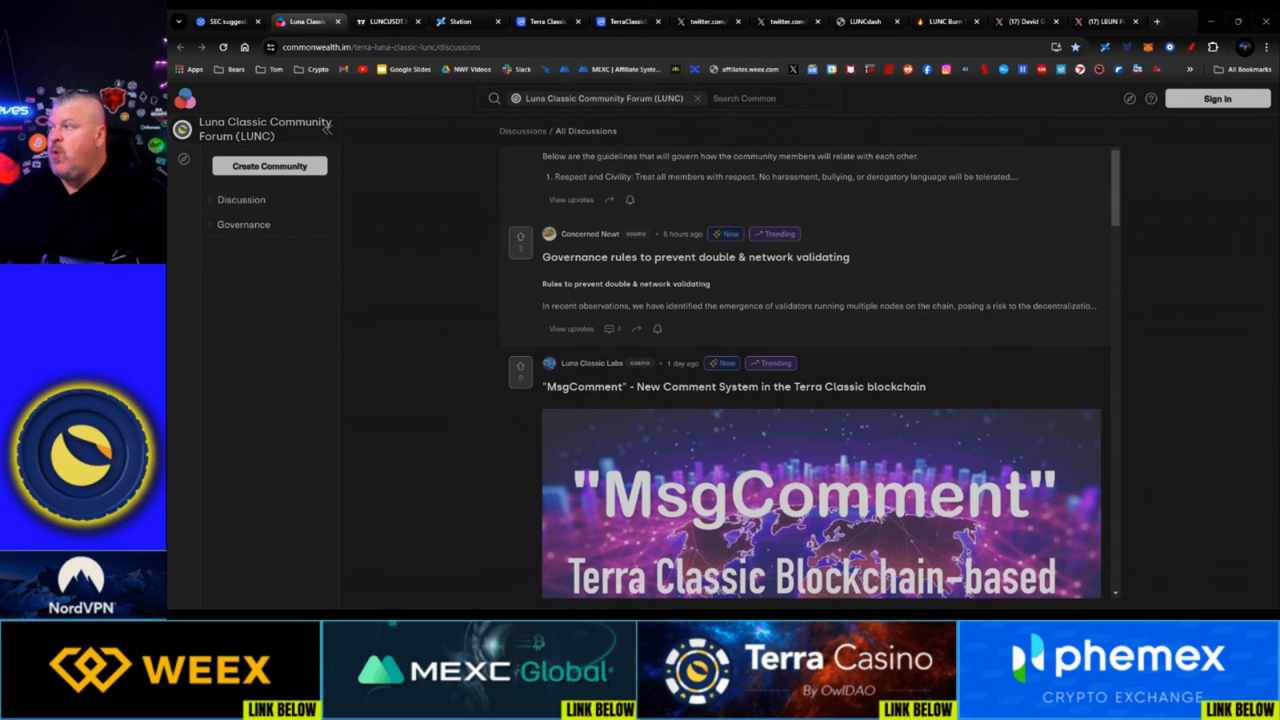 SEC suggest
Luna Classic
LUNCUSDT
Station
Terra Classic
TerraClassic
twitter.com/
twitter.com/
LUNCdash
LUNC Burn
(17) David G
(17) LBUN P
commonwealth.im/terra-luna-classic-lunc/discussions
Apps
Bears
Tom
Crypto
Google Slides
NWF Videos
Slack
MEXC | Affiliate Syste...
affiliates.weex.com
All Bookmarks
Luna Classic Community Forum (LUNC)
Search Common
Sign in
Luna Classic Community
Forum (LUNC)
Create Community
Discussion
Governance
Discussions / All Discussions
Below are the guidelines that will govern how the community members will relate with each other.
1. Respect and Civility: Treat all members with respect. No harassment, bullying, or derogatory language will be tolerated....
View upvotes
3
Concerned Newt cosmo • 5 hours ago New Trending
Governance rules to prevent double & network validating
Rules to prevent double & network validating
In recent observations, we have identified the emergence of validators running multiple nodes on the chain, posing a risk to the decentralizatio...
View upvotes 4
0
Luna Classic Labs cosmo • 1 day ago New Trending
"MsgComment" - New Comment System in the Terra Classic blockchain
"MsgComment"
Terra Classic Blockchain-based
NordVPN
WEEX
LINK BELOW
MEXC Global
LINK BELOW
Terra Casino
By OwlDAO
LINK BELOW
phemex
CRYPTO EXCHANGE
LINK BELOW